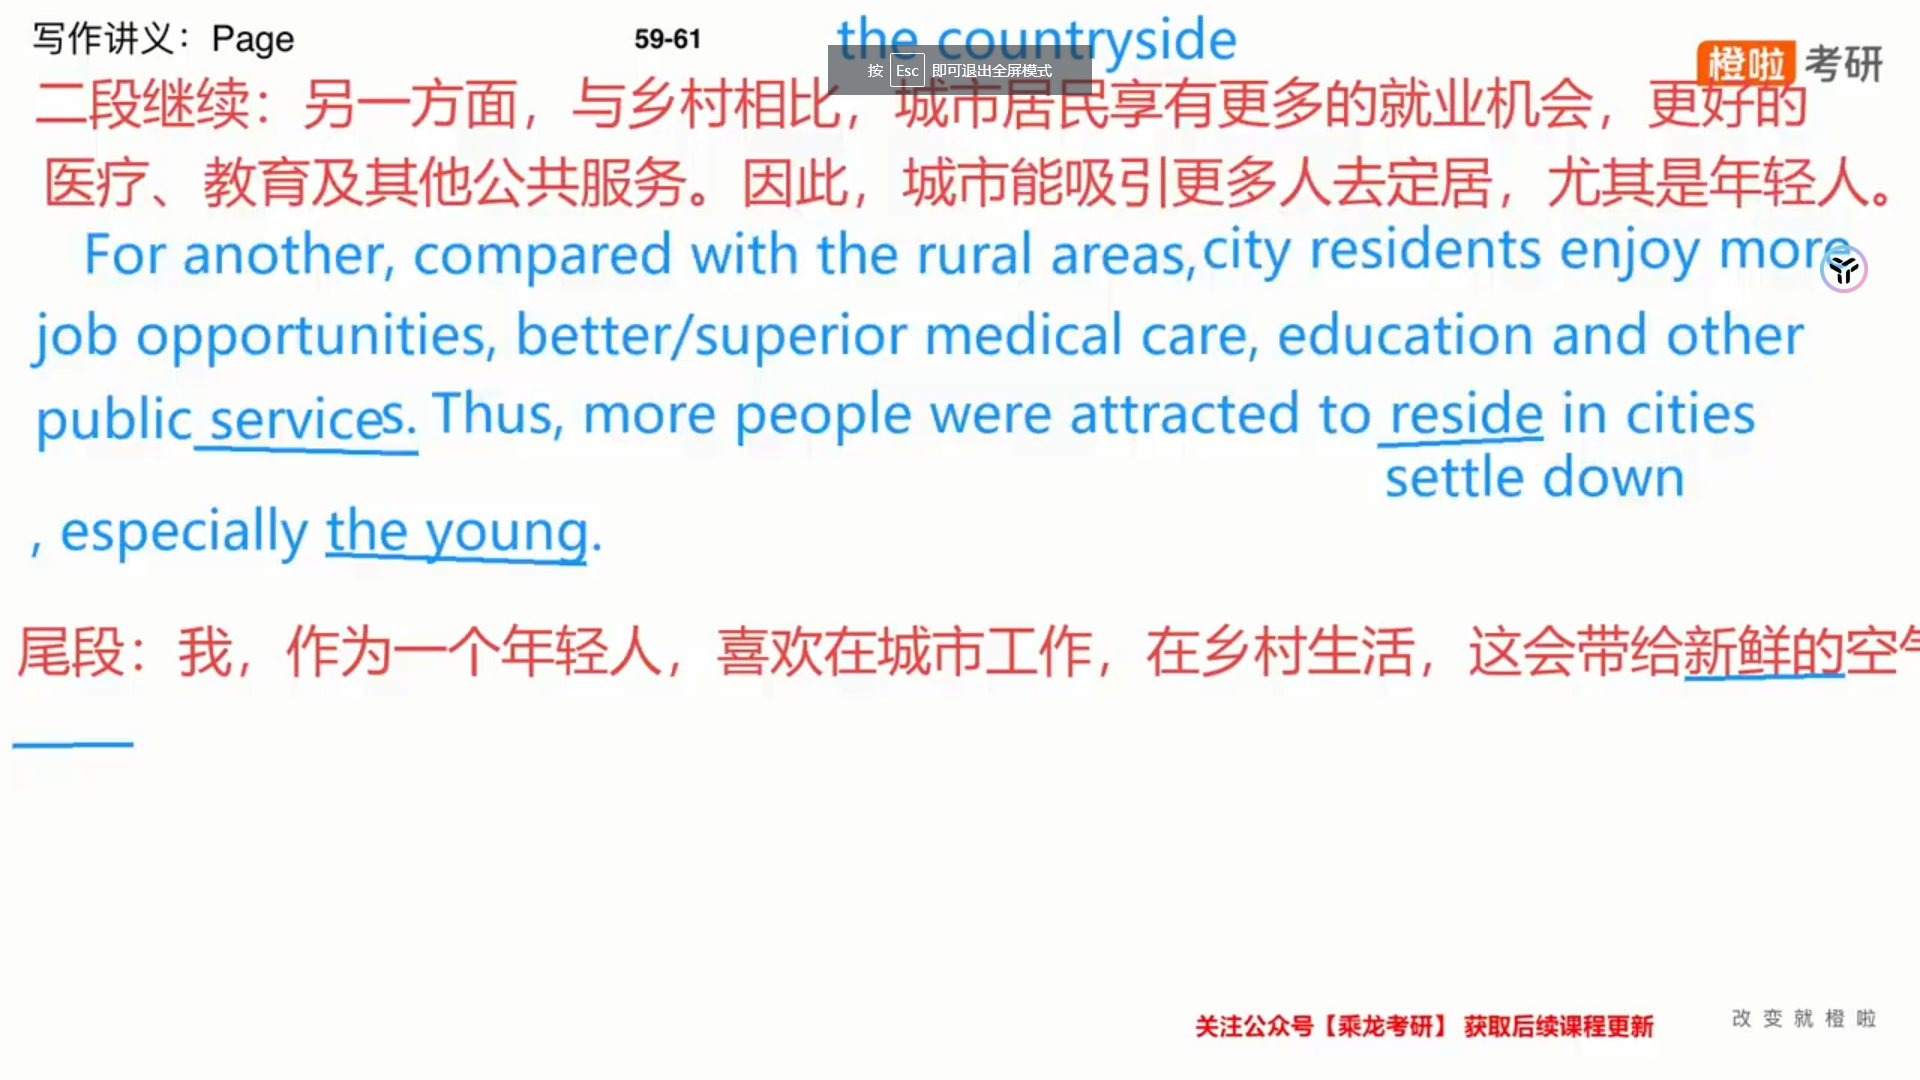 写作讲义：Page 59-61 the countryside
按 Esc 即可退出全屏模式
橙啦 考研
二段继续：另一方面，与乡村相比，城市居民享有更多的就业机会，更好的
医疗、教育及其他公共服务。因此，城市能吸引更多人去定居，尤其是年轻人。
For another, compared with the rural areas,city residents enjoy more
job opportunities, better/superior medical care, education and other
public services. Thus, more people were attracted to reside in cities
settle down
, especially the young.
尾段：我，作为一个年轻人，喜欢在城市工作，在乡村生活，这会带给新鲜的空气
关注公众号【乘龙考研】 获取后续课程更新
改变就橙啦